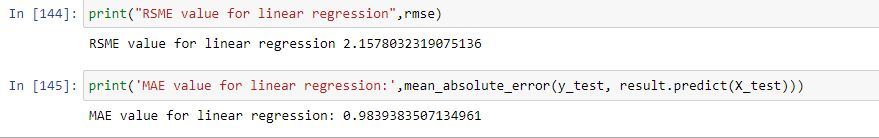 In [144]: print("RSME value for linear regression",rmse)
RSME value for linear regression 2.1578032319075136
In [145]: print('MAE value for linear regression:',mean_absolute_error(y_test, result.predict(X_test)))
MAE value for linear regression: 0.9839383507134961